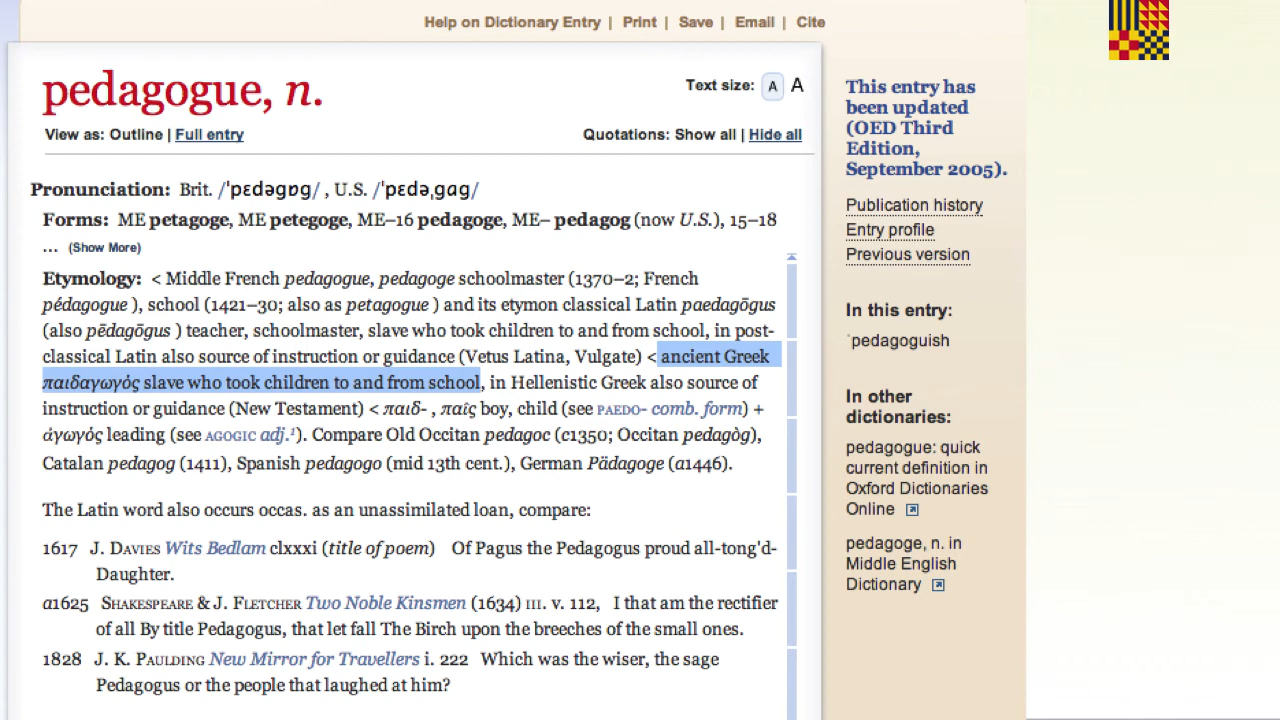 Help on Dictionary Entry | Print | Save | Email | Cite
pedagogue, n.
Text size: A A
View as: Outline | Full entry
Quotations: Show all | Hide all
Pronunciation: Brit. /ˈpɛdəɡɒɡ/ , U.S. /ˈpɛdəˌɡɑɡ/
Forms: ME petagoge, ME petegoge, ME–16 pedagoge, ME– pedagog (now U.S.), 15–18
... (Show More)
Etymology: < Middle French pedagogue, pedagoge schoolmaster (1370–2; French
pédagogue ), school (1421–30; also as petagogue ) and its etymon classical Latin paedagōgus
(also pēdagōgus ) teacher, schoolmaster, slave who took children to and from school, in post-
classical Latin also source of instruction or guidance (Vetus Latina, Vulgate) < ancient Greek
παιδαγωγός slave who took children to and from school, in Hellenistic Greek also source of
instruction or guidance (New Testament) < παιδ- , παῖς boy, child (see PAEDO- comb. form) +
ἀγωγός leading (see AGOGIC adj.¹). Compare Old Occitan pedagoc (c1350; Occitan pedagòg),
Catalan pedagog (1411), Spanish pedagogo (mid 13th cent.), German Pädagoge (a1446).
The Latin word also occurs occas. as an unassimilated loan, compare:
1617 J. DAVIES Wits Bedlam clxxxi (title of poem) Of Pagus the Pedagogus proud all-tong'd-
Daughter.
a1625 SHAKESPEARE & J. FLETCHER Two Noble Kinsmen (1634) III. v. 112, I that am the rectifier
of all By title Pedagogus, that let fall The Birch upon the breeches of the small ones.
1828 J. K. PAULDING New Mirror for Travellers i. 222 Which was the wiser, the sage
Pedagogus or the people that laughed at him?
This entry has
been updated
(OED Third
Edition,
September 2005).
Publication history
Entry profile
Previous version
In this entry:
ˈpedagoguish
In other
dictionaries:
pedagogue: quick
current definition in
Oxford Dictionaries
Online
pedagoge, n. in
Middle English
Dictionary